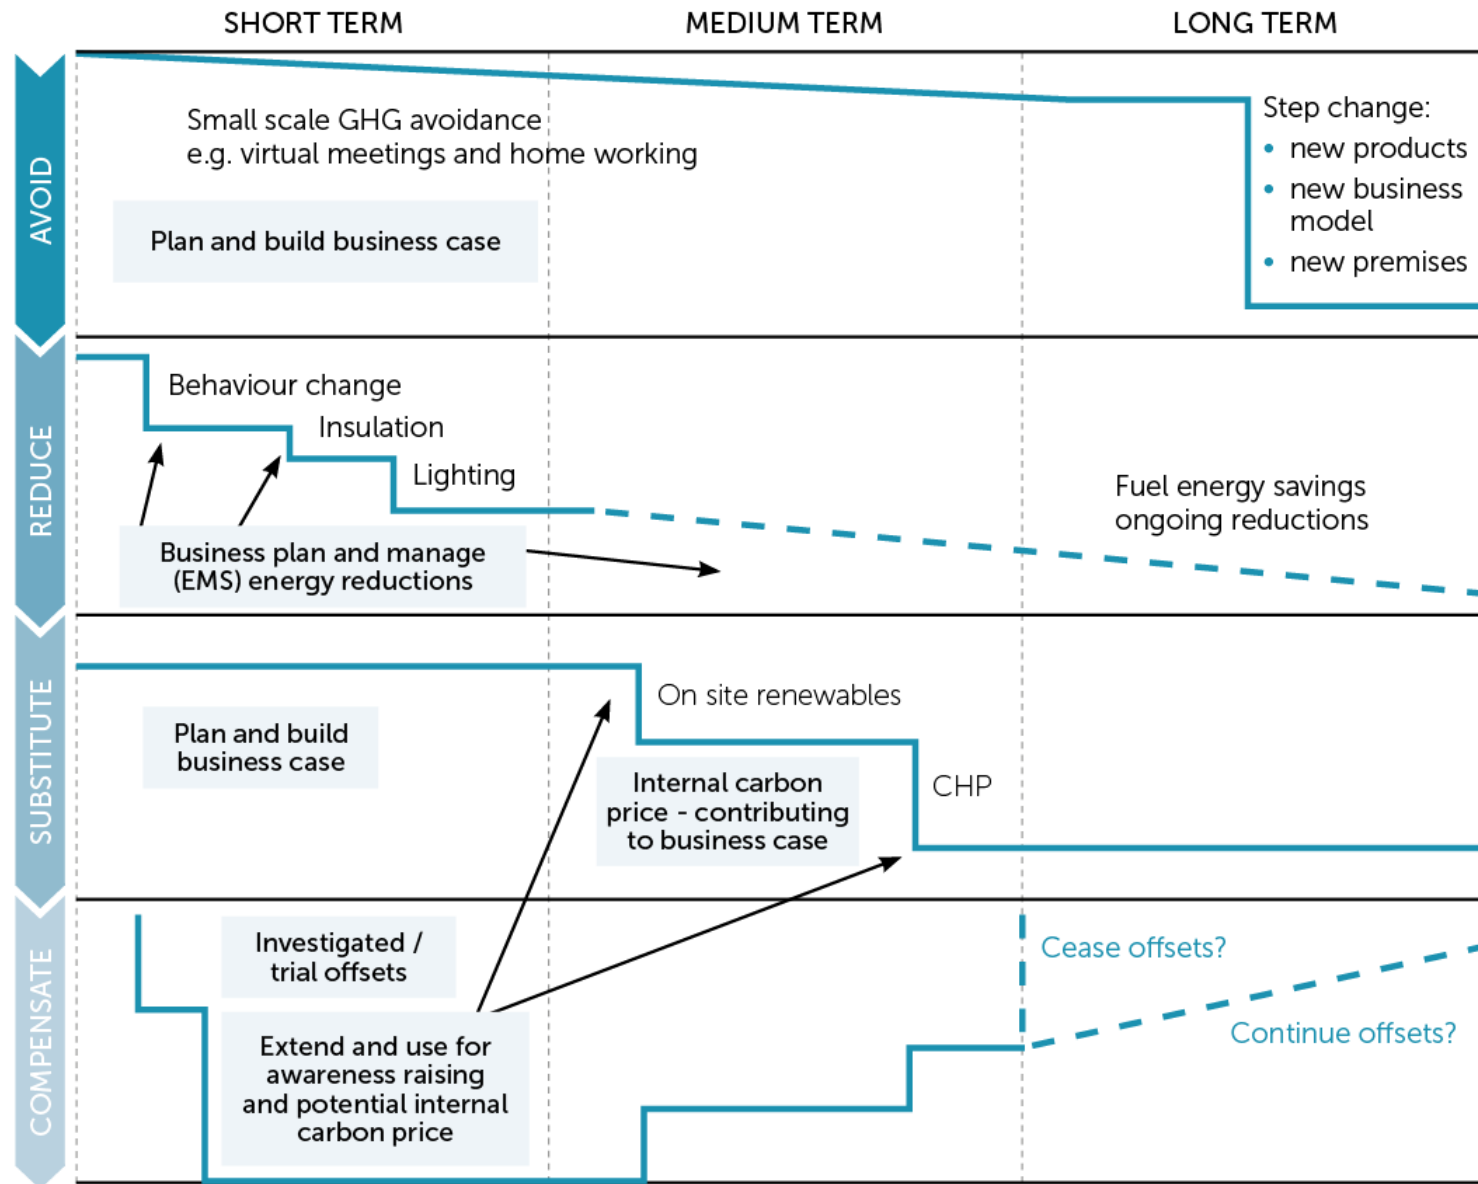 SHORT TERM
MEDIUM TERM
LONG TERM
AVOID
Small scale GHG avoidance
e.g. virtual meetings and home working
Plan and build business case
Step change:
• new products
• new business
model
• new premises
REDUCE
Behaviour change
Insulation
Lighting
Business plan and manage
(EMS) energy reductions
Fuel energy savings
ongoing reductions
SUBSTITUTE
Plan and build
business case
On site renewables
Internal carbon
price - contributing
to business case
CHP
COMPENSATE
Investigated /
trial offsets
Extend and use for
awareness raising
and potential internal
carbon price
Cease offsets?
Continue offsets?